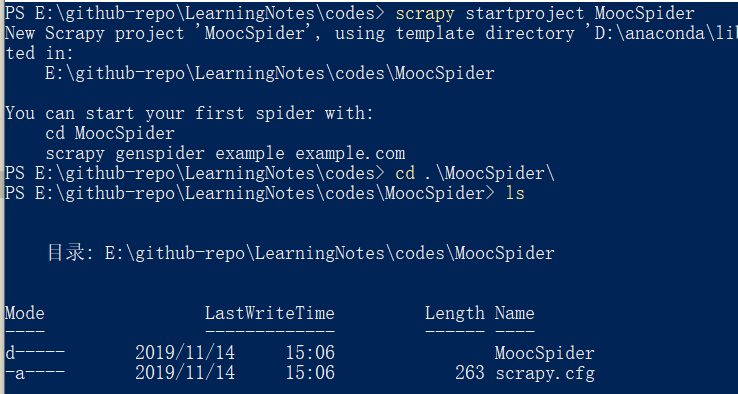 PS E:\github-repo\LearningNotes\codes> scrapy startproject MoocSpider
New Scrapy project 'MoocSpider', using template directory 'D:\anaconda\lib
ted in:
    E:\github-repo\LearningNotes\codes\MoocSpider
You can start your first spider with:
    cd MoocSpider
    scrapy genspider example example.com
PS E:\github-repo\LearningNotes\codes> cd .\MoocSpider\
PS E:\github-repo\LearningNotes\codes\MoocSpider> ls
    目录: E:\github-repo\LearningNotes\codes\MoocSpider
Mode                LastWriteTime         Length Name
----                -------------         ------ ----
d-----       2019/11/14     15:06                MoocSpider
-a----       2019/11/14     15:06            263 scrapy.cfg